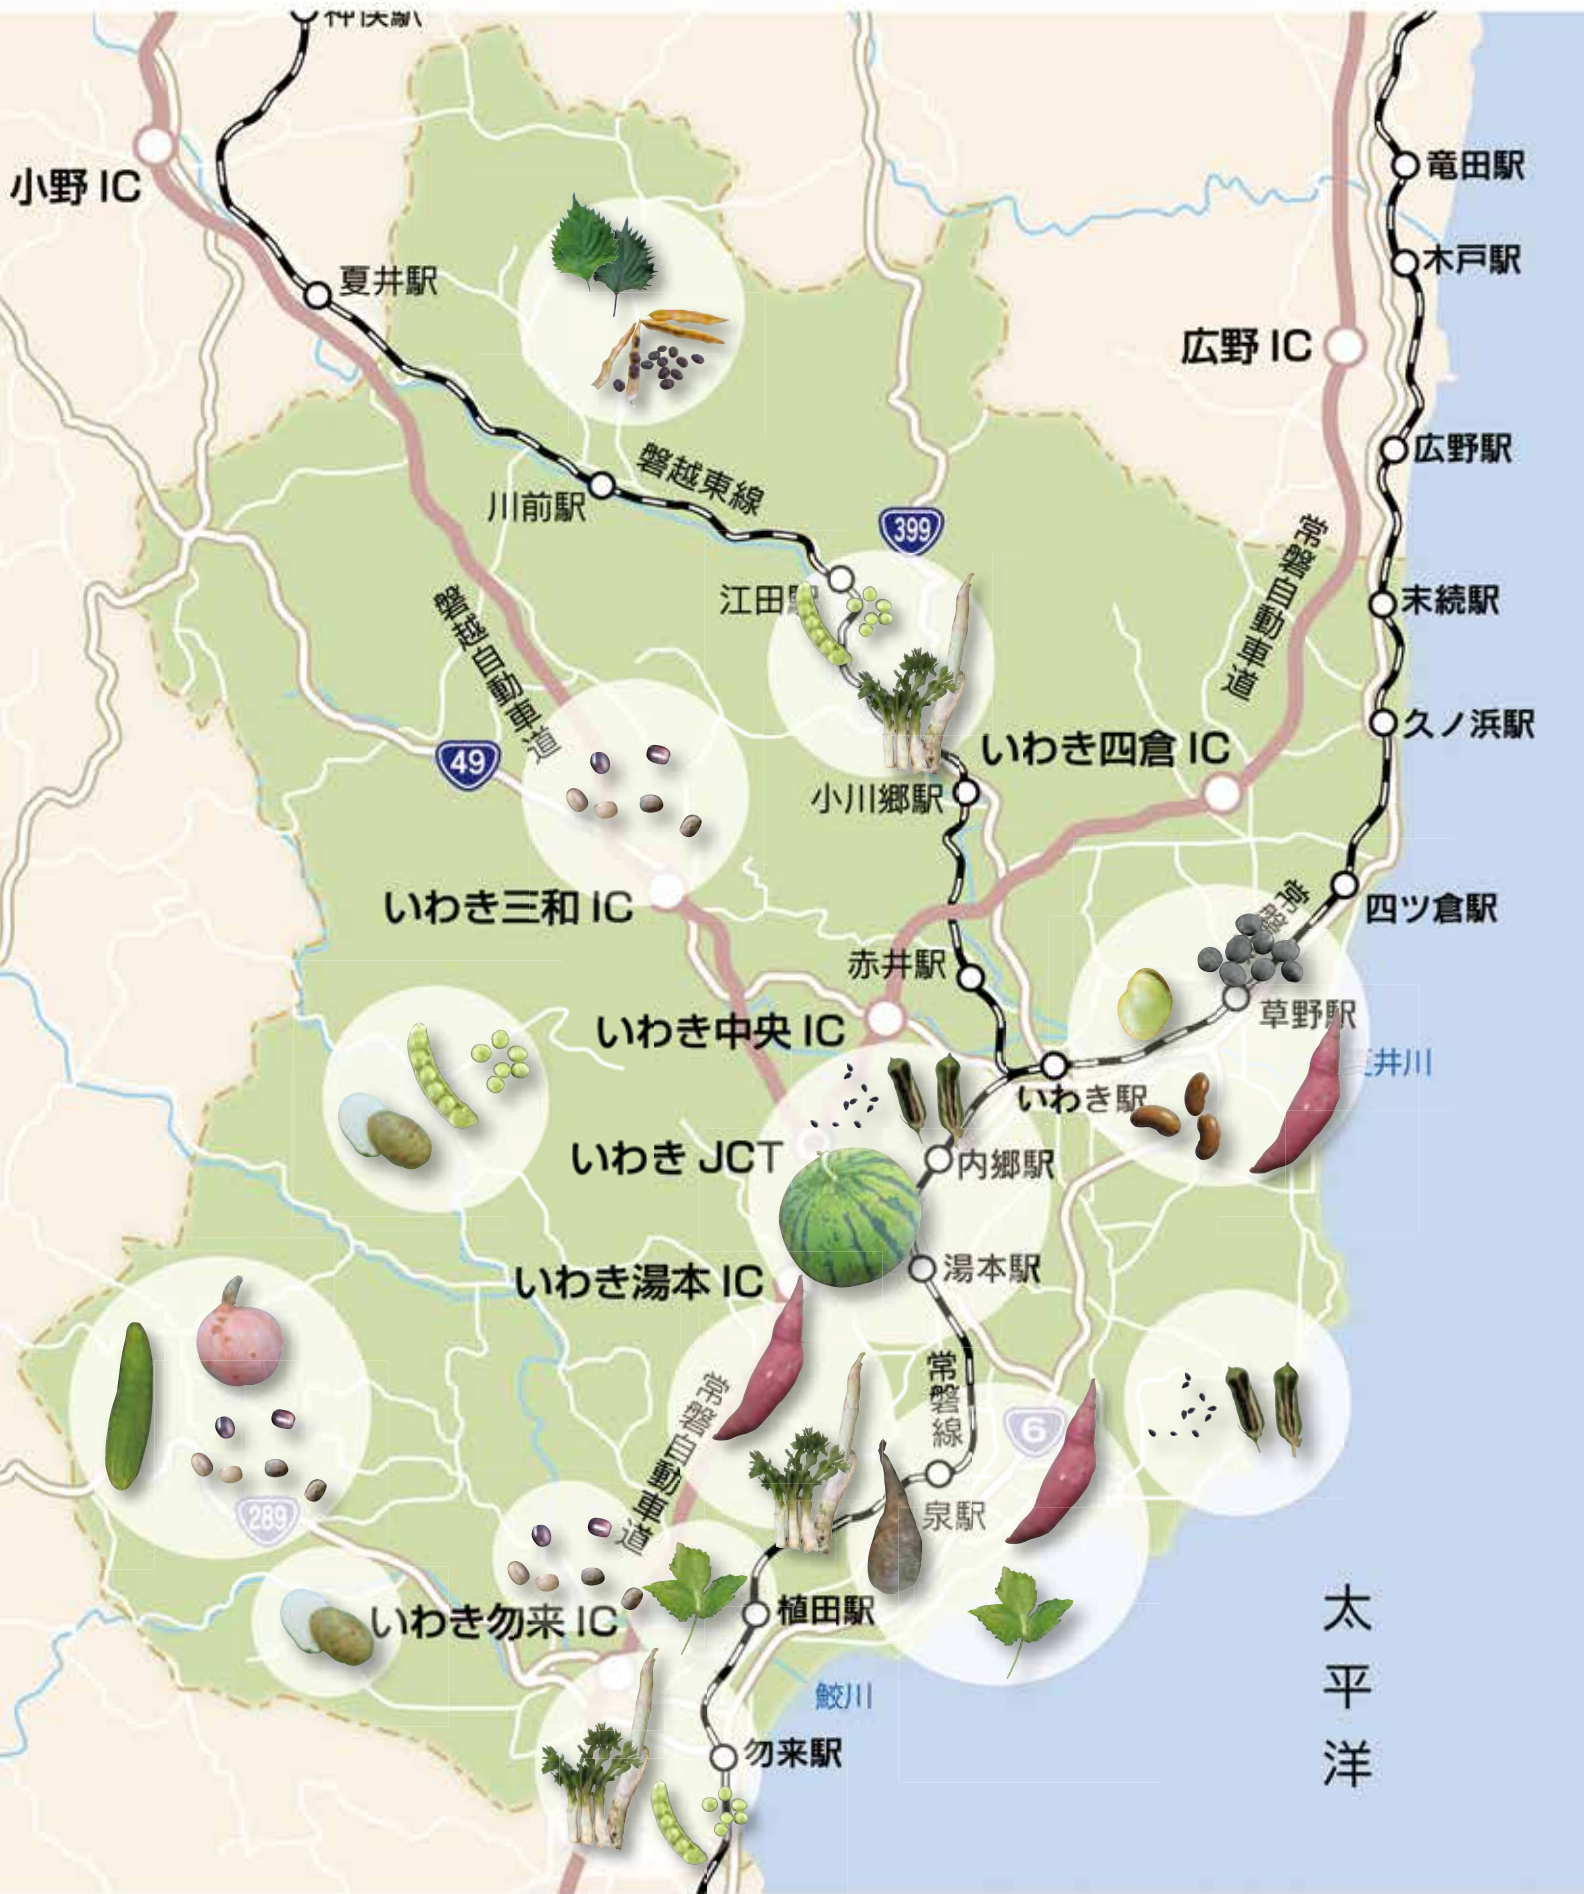 神俣駅
竜田駅
小野 IC
木戸駅
夏井駅
広野 IC
広野駅
磐越東線
川前駅
399
常磐自動車道
江田駅
末続駅
磐越自動車道
久ノ浜駅
いわき四倉 IC
49
小川郷駅
いわき三和 IC
四ツ倉駅
常磐
赤井駅
草野駅
いわき中央 IC
井川
いわき駅
いわき JCT
内郷駅
いわき湯本 IC
湯本駅
常磐線
常磐自動車道
6
289
泉駅
いわき勿来 IC
植田駅
太平洋
鮫川
勿来駅